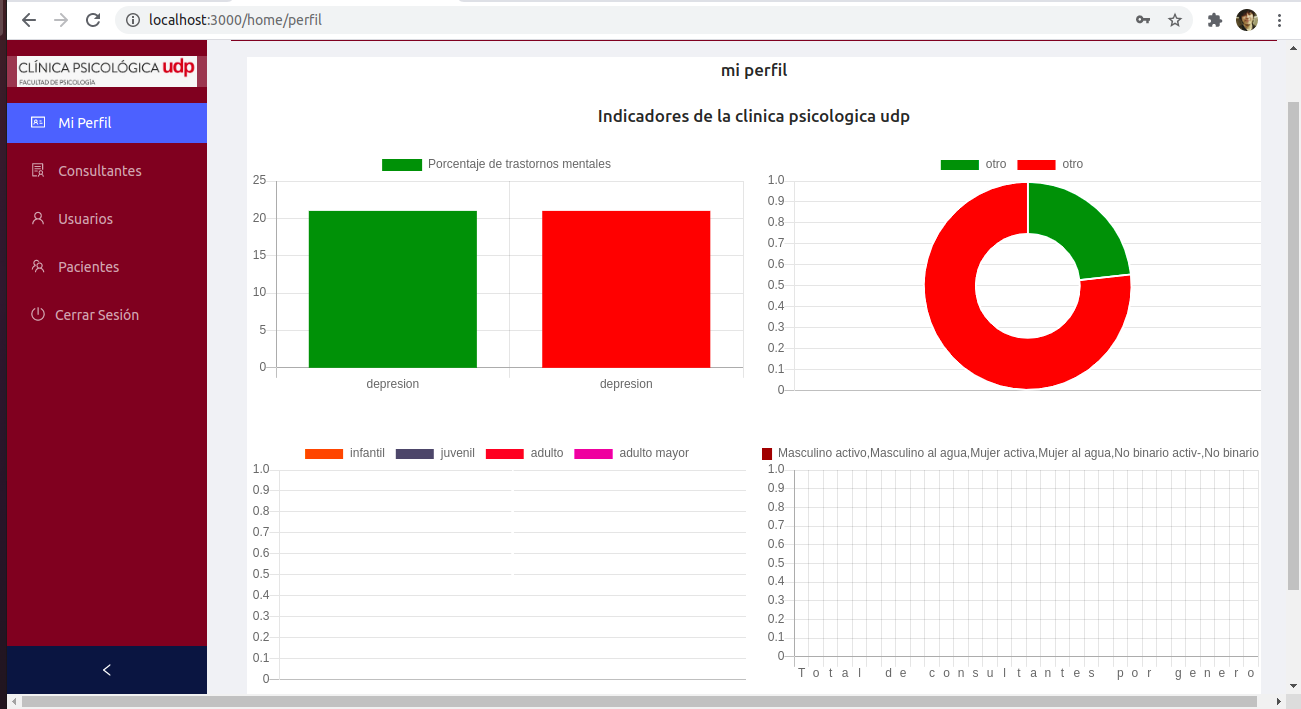 localhost:3000/home/perfil
CLÍNICA PSICOLÓGICA udp
FACULTAD DE PSICOLOGÍA
Mi Perfil
Consultantes
Usuarios
Pacientes
Cerrar Sesión
mi perfil
Indicadores de la clinica psicologica udp
Porcentaje de trastornos mentales
25
20
15
10
5
0
depresion depresion
otro otro
1.0
0.9
0.8
0.7
0.6
0.5
0.4
0.3
0.2
0.1
0
infantil juvenil adulto adulto mayor
1.0
0.9
0.8
0.7
0.6
0.5
0.4
0.3
0.2
0.1
0
Masculino activo,Masculino al agua,Mujer activa,Mujer al agua,No binario activ-,No binario
1.0
0.9
0.8
0.7
0.6
0.5
0.4
0.3
0.2
0.1
0
T o t a l d e c o n s u l t a n t e s p o r g e n e r o